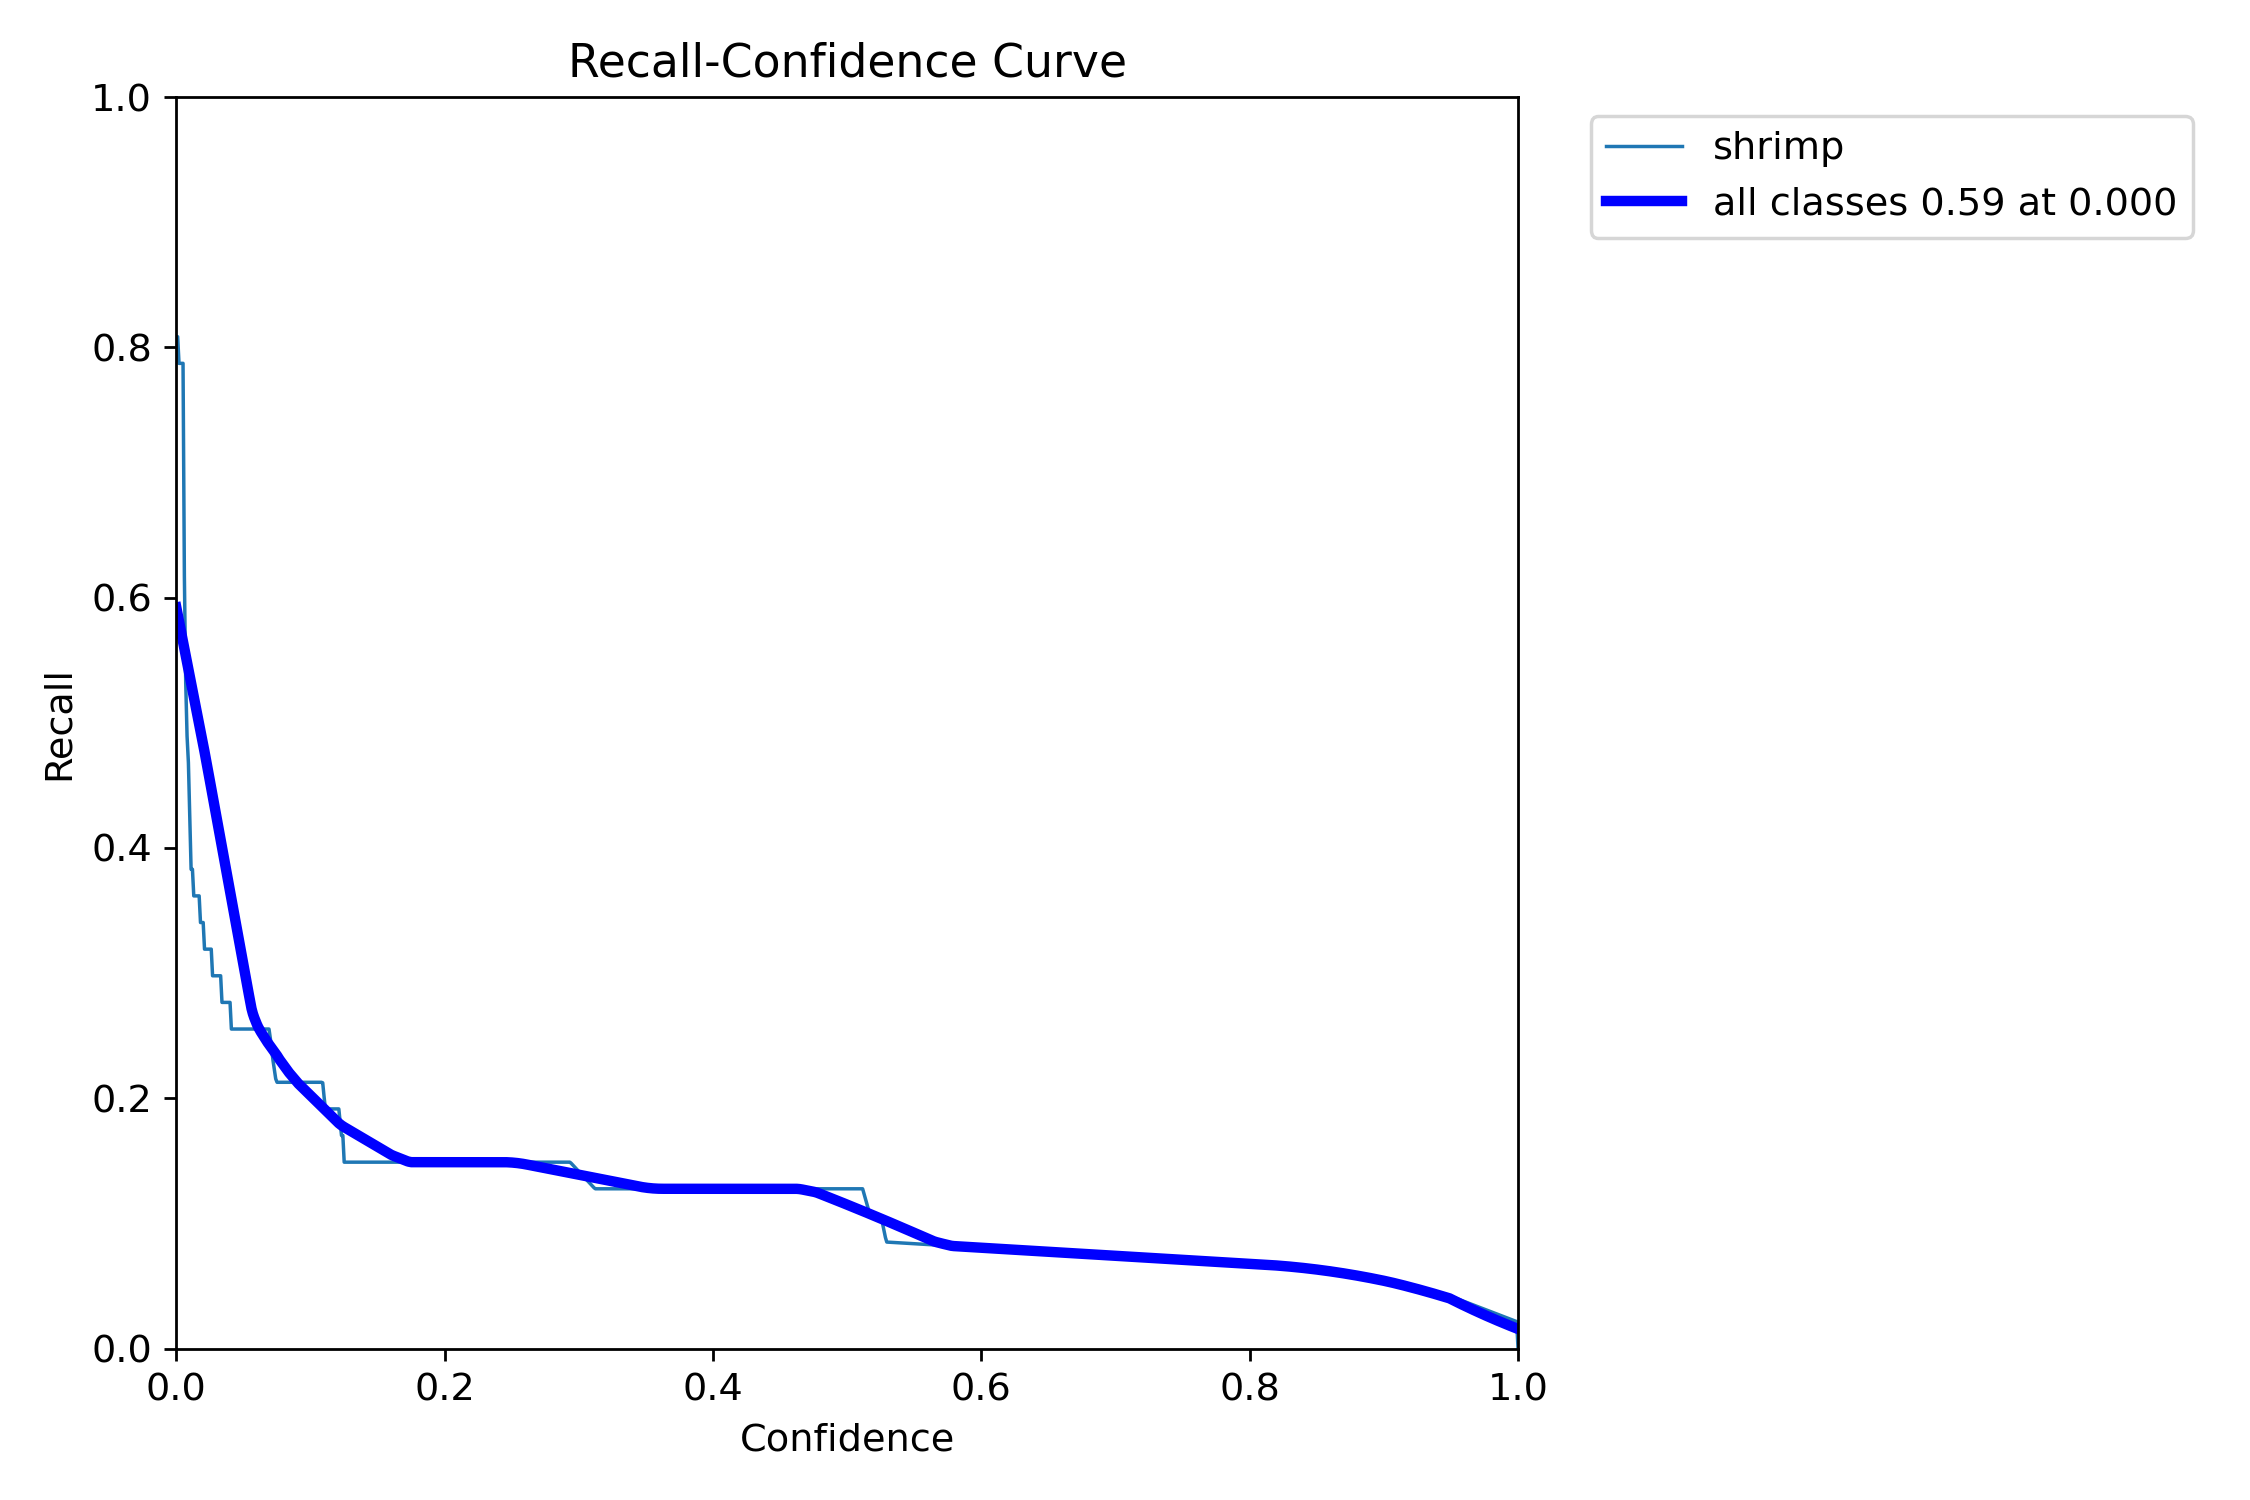 Recall-Confidence Curve
1.0
0.8
0.6
0.4
0.2
0.0
Recall
0.0 0.2 0.4 0.6 0.8 1.0
Confidence
shrimp
all classes 0.59 at 0.000